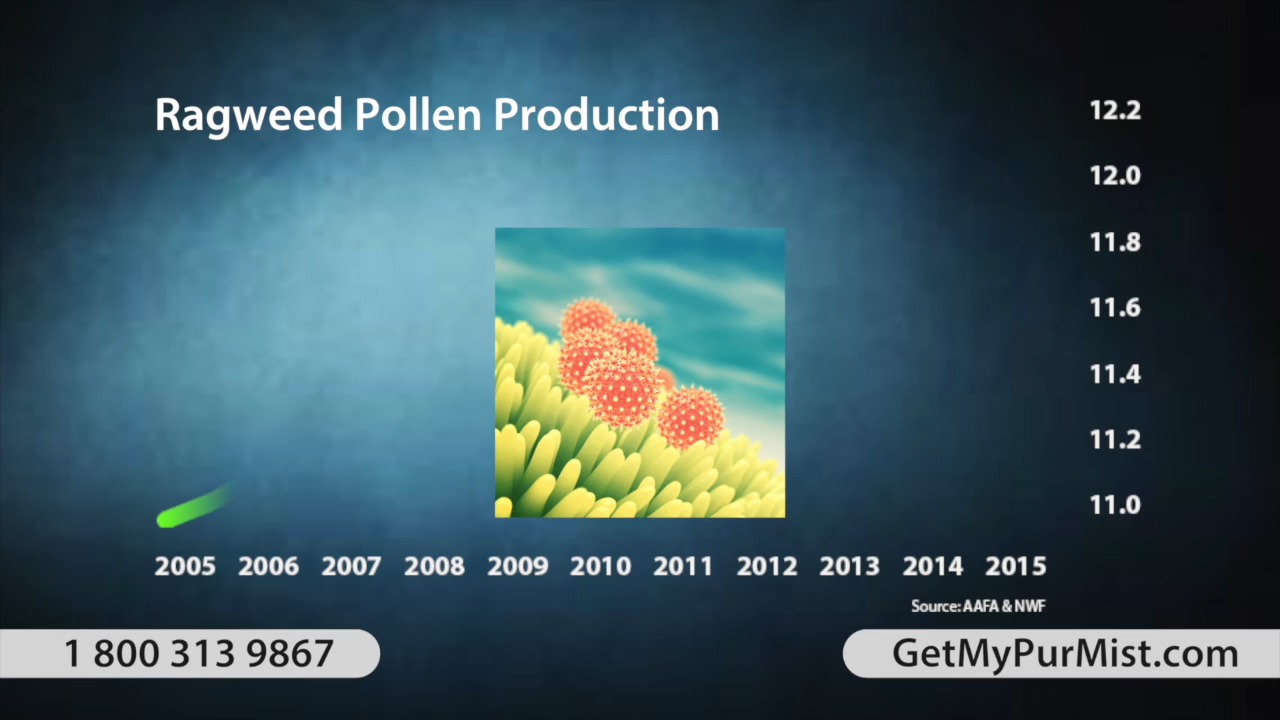 Ragweed Pollen Production
12.2
12.0
11.8
11.6
11.4
11.2
11.0
2005 2006 2007 2008 2009 2010 2011 2012 2013 2014 2015
Source: AAFA & NWF
1 800 313 9867
GetMyPurMist.com